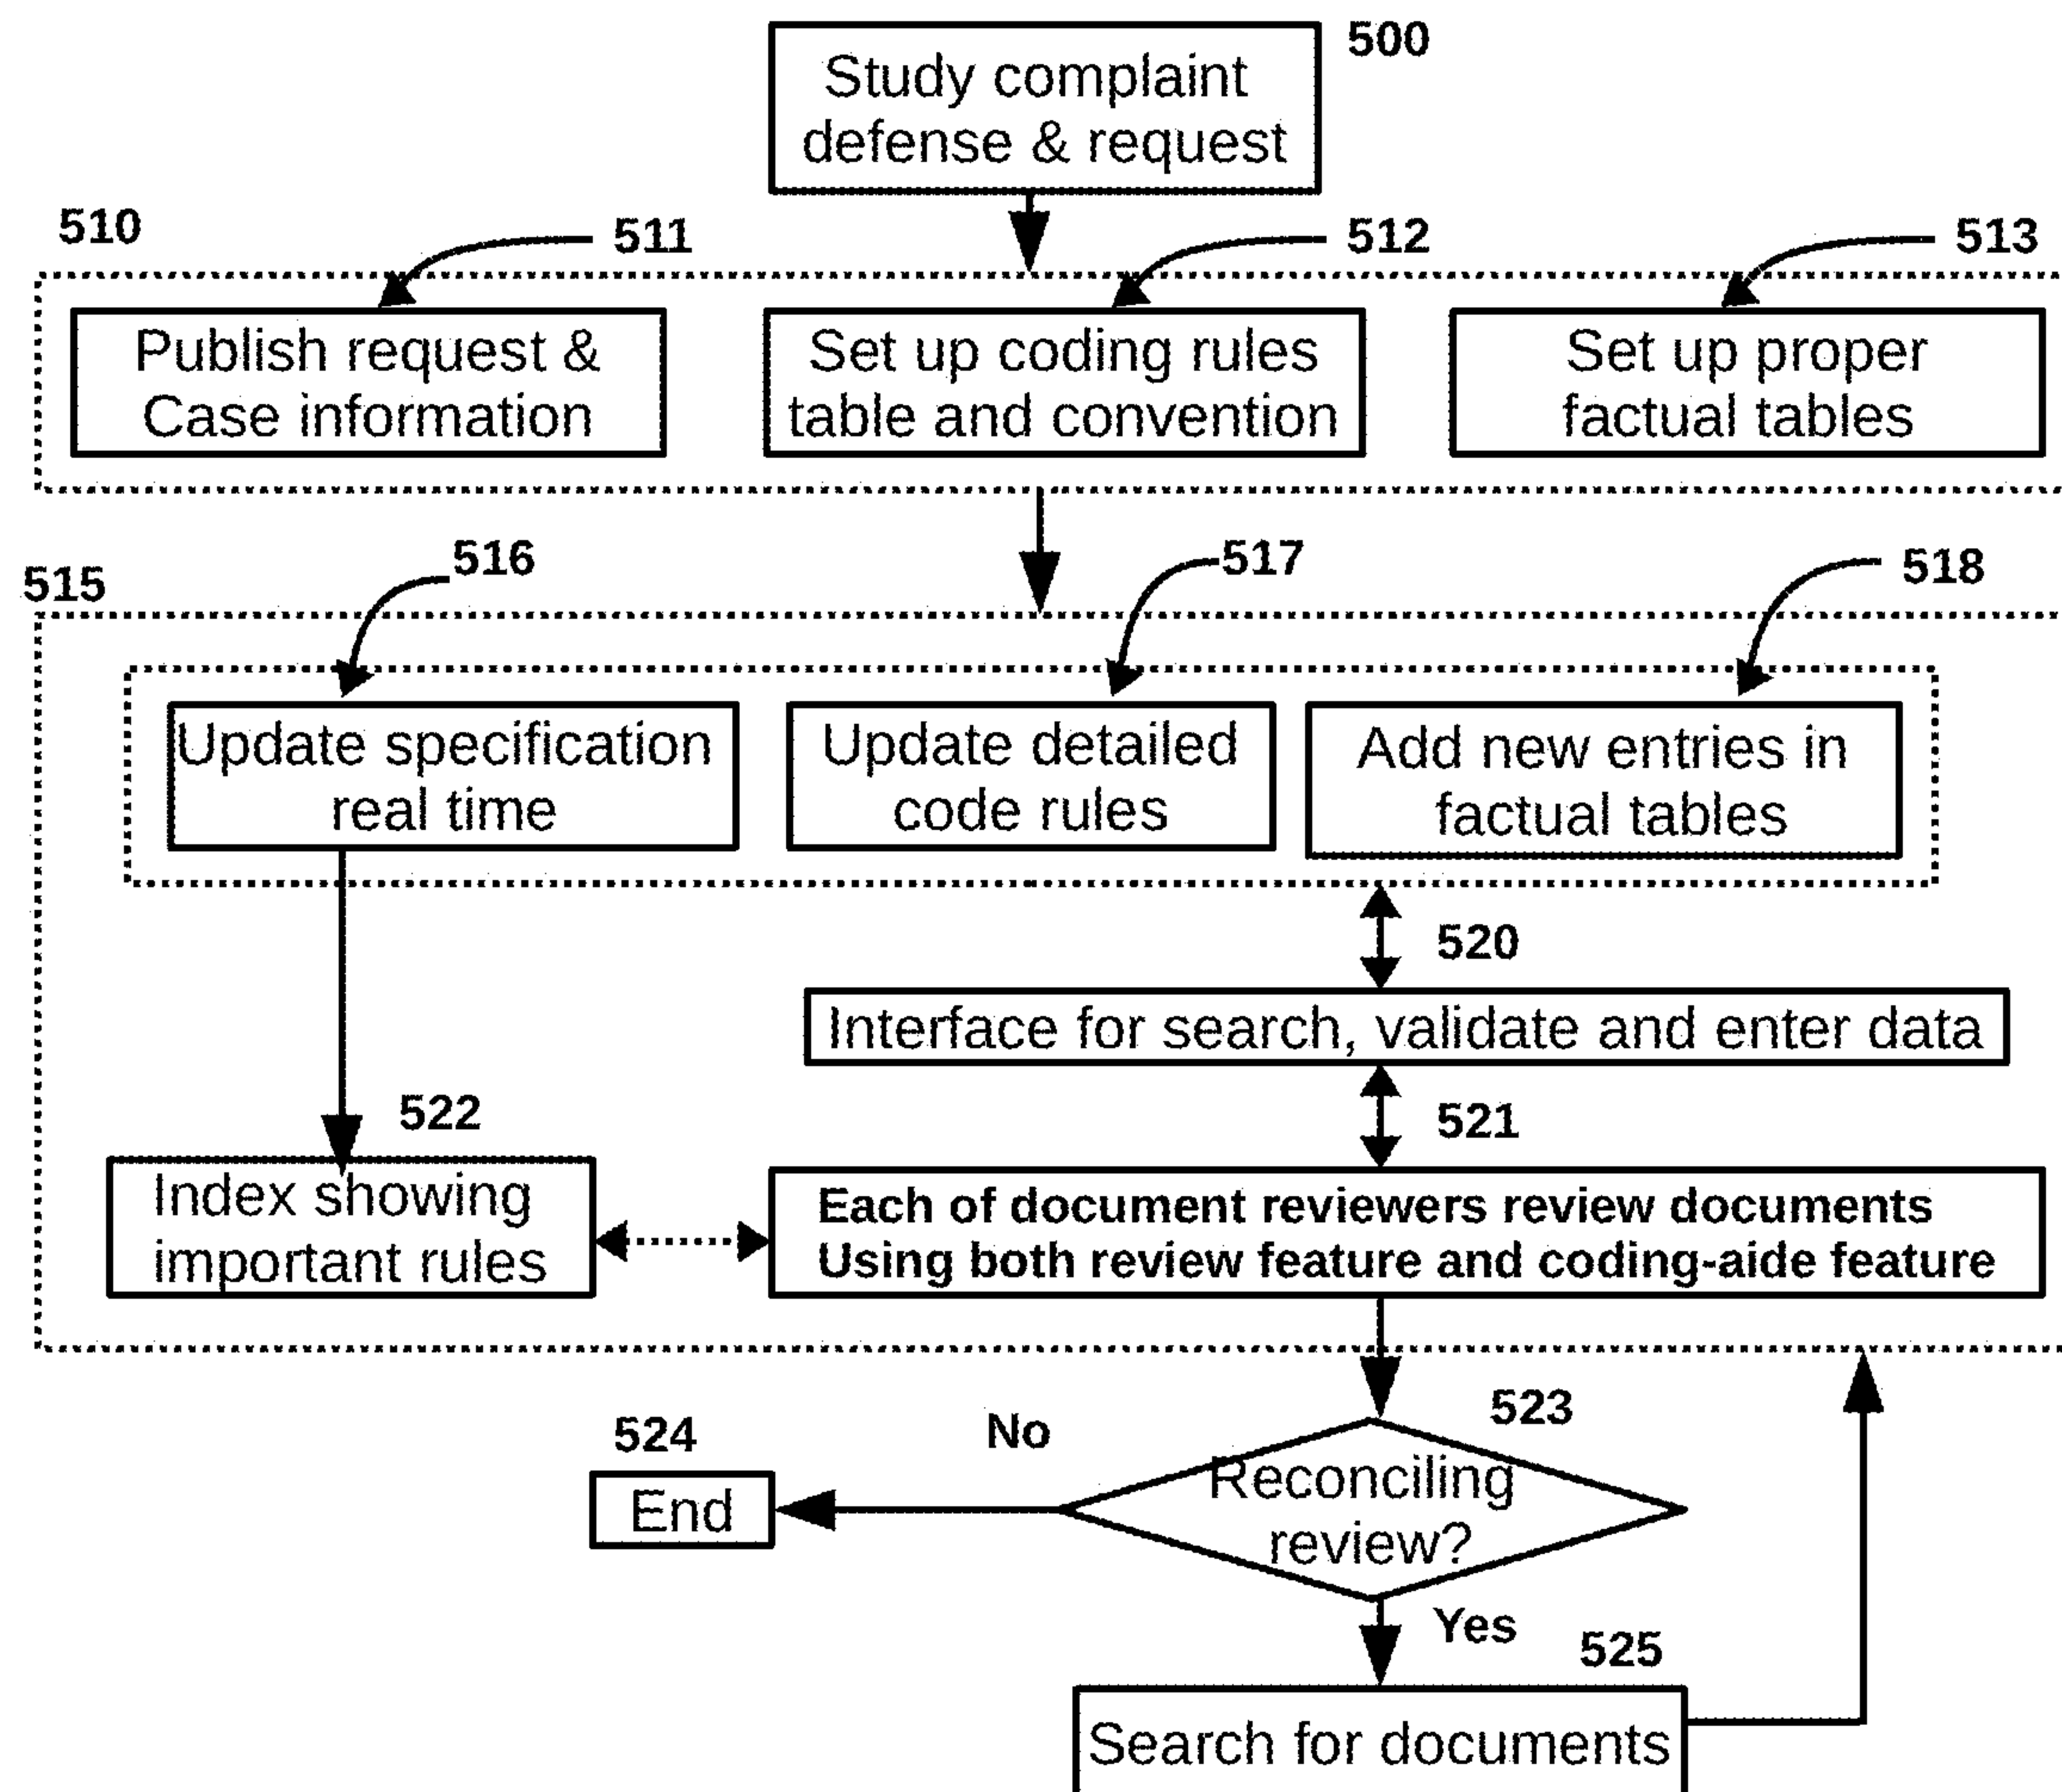 500
Study complaint
defense & request
510
511
512
513
Publish request &
Case information
Set up coding rules
table and convention
Set up proper
factual tables
515
516
517
518
Update specification
real time
Update detailed
code rules
Add new entries in
factual tables
520
Interface for search, validate and enter data
522
521
Index showing
important rules
Each of document reviewers review documents
Using both review feature and coding-aide feature
524
No
523
End
Reconciling
review?
Yes
525
Search for documents